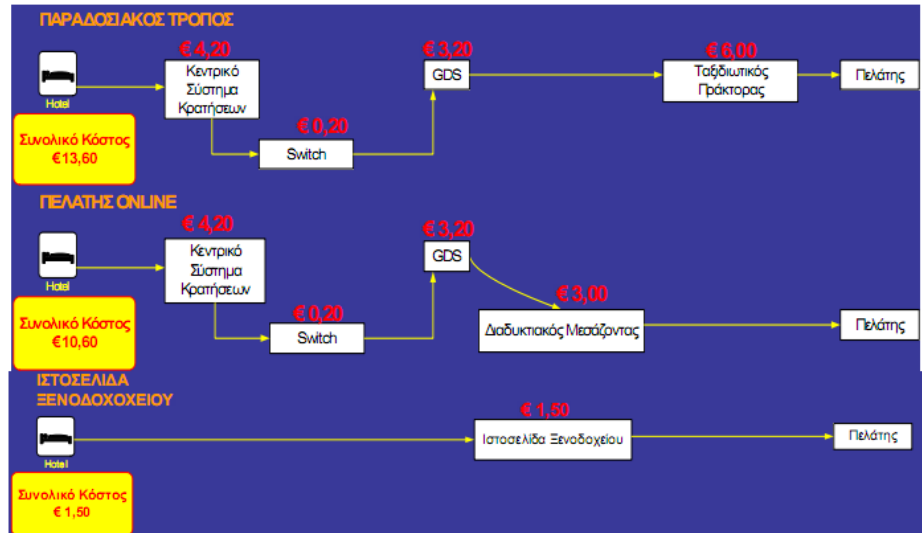 ΠΑΡΑΔΟΣΙΑΚΟΣ ΤΡΟΠΟΣ
€ 4,20
€ 3,20
€ 6,00
Hotel
Κεντρικό
Σύστημα
Κρατήσεων
GDS
Ταξιδιωτικός
Πράκτορας
Πελάτης
€ 0,20
Switch
Συνολικό Κόστος
€13,60
ΠΕΛΑΤΗΣ ONLINE
€ 4,20
€ 3,20
Hotel
Κεντρικό
Σύστημα
Κρατήσεων
GDS
€ 3,00
€ 0,20
Switch
Διαδυκτιακός Μεσάζοντας
Πελάτης
Συνολικό Κόστος
€10,60
ΙΣΤΟΣΕΛΙΔΑ
ΞΕΝΟΔΟΧΟΧΕΙΟΥ
€ 1,50
Hotel
Ιστοσελίδα Ξενοδοχείου
Πελάτης
Συνολικό Κόστος
€ 1,50